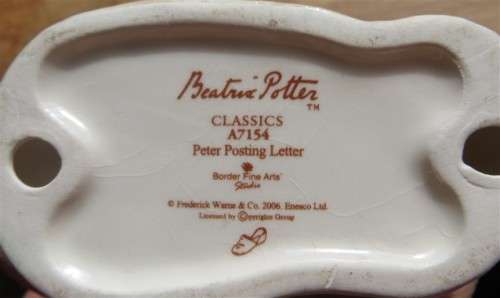 Beatrix Potter
TM
CLASSICS
A7154
Peter Posting Letter
Border Fine Arts
Studio
© Frederick Warne & Co. 2006. Enesco Ltd.
Licensed by ©opyrights Group